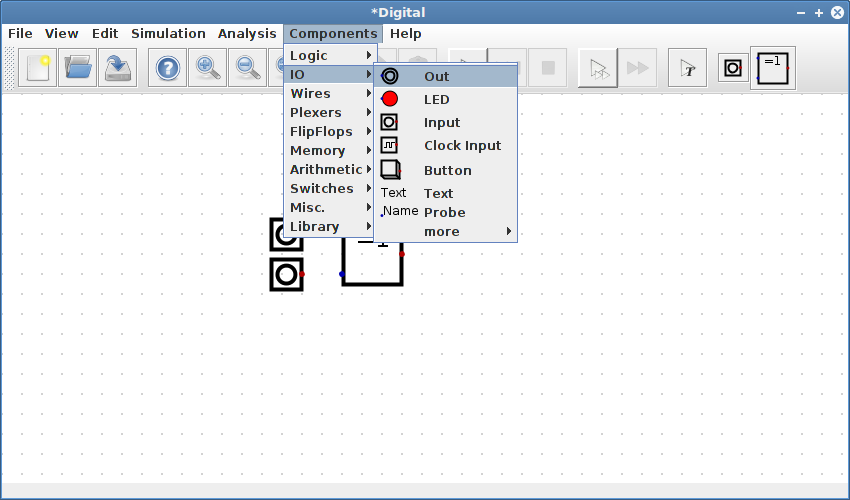 *Digital
File View Edit Simulation Analysis Components Help
Logic
IO
Wires
Plexers
FlipFlops
Memory
Arithmetic
Switches
Misc.
Library
Out
LED
Input
Clock Input
Button
Text Text
Name Probe
more
T
=1